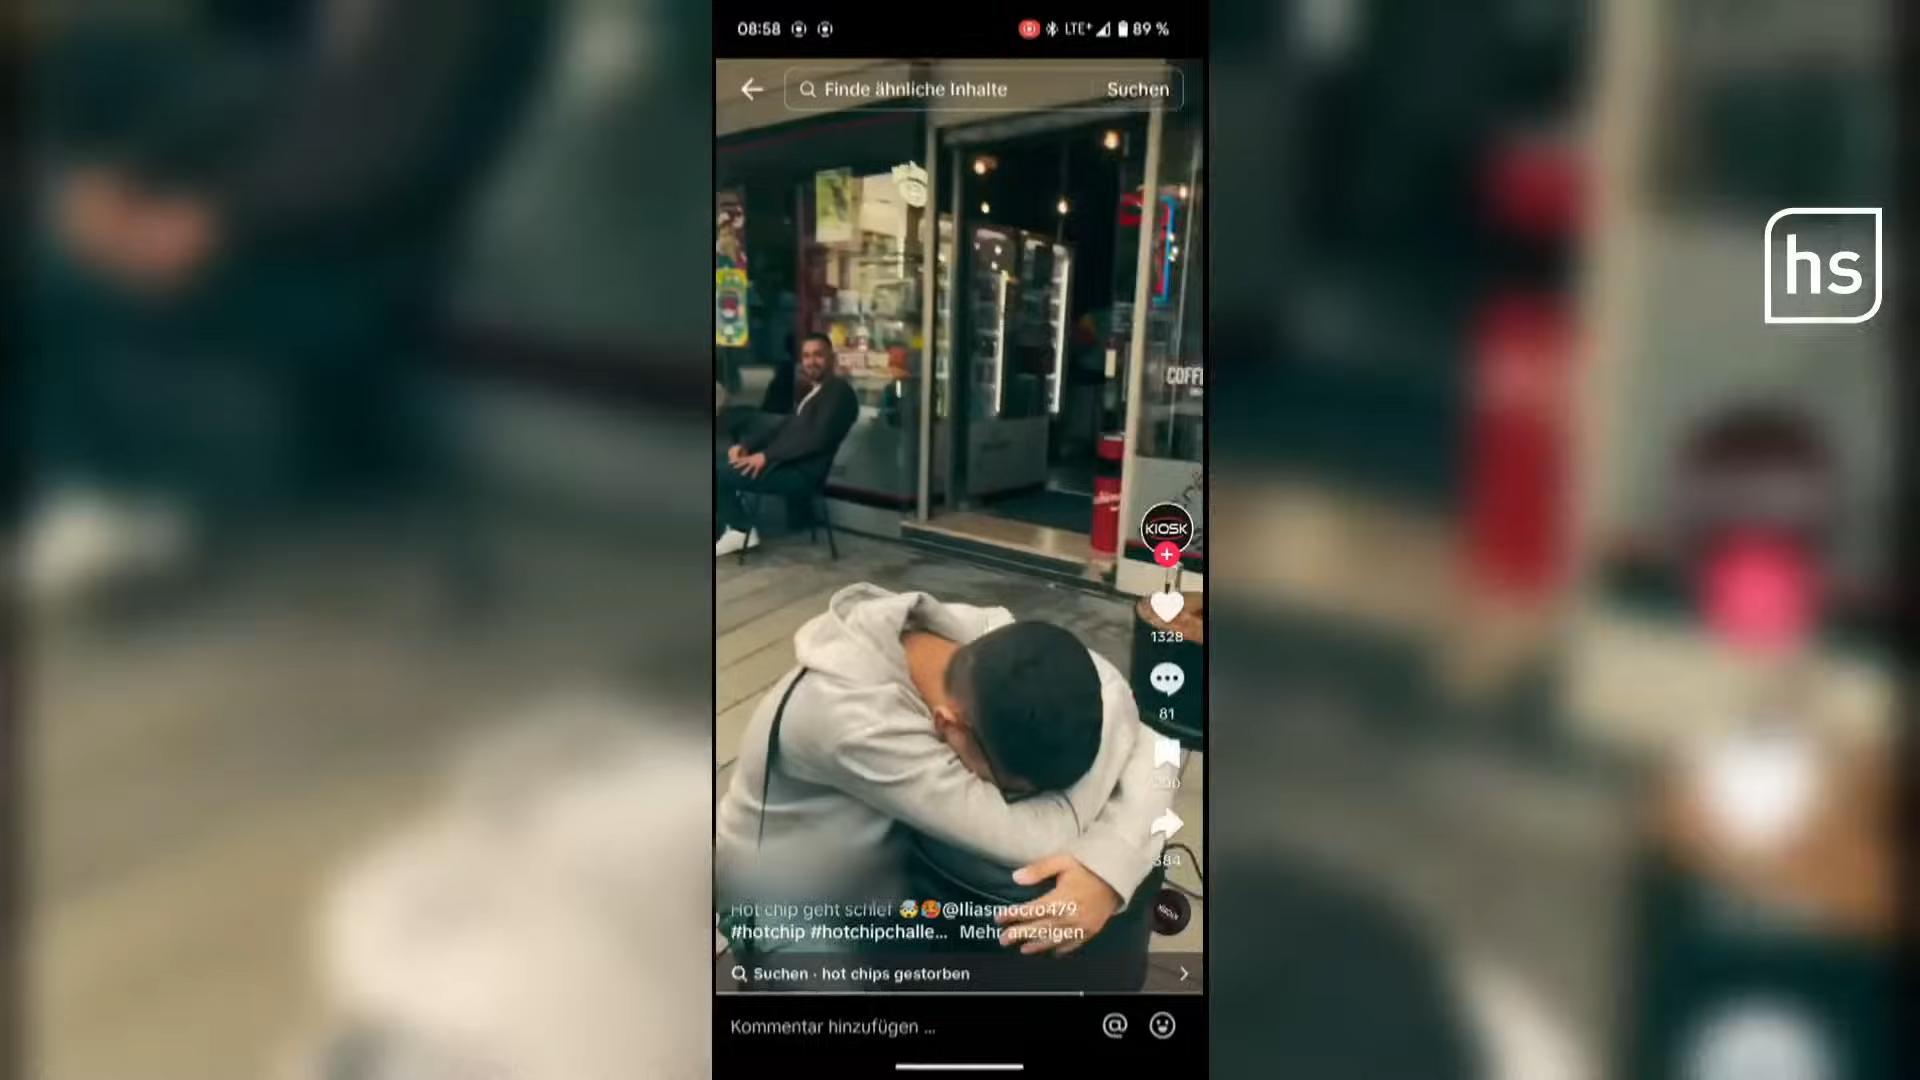 08:58
LTE+
89 %
Finde ähnliche Inhalte
Suchen
hs
COFF
KIOSK
1328
81
384
Hot chip geht schief 🤯🥵@Iliasmocro479
#hotchip #hotchipchalle... Mehr anzeigen
Suchen · hot chips gestorben
Kommentar hinzufügen ...